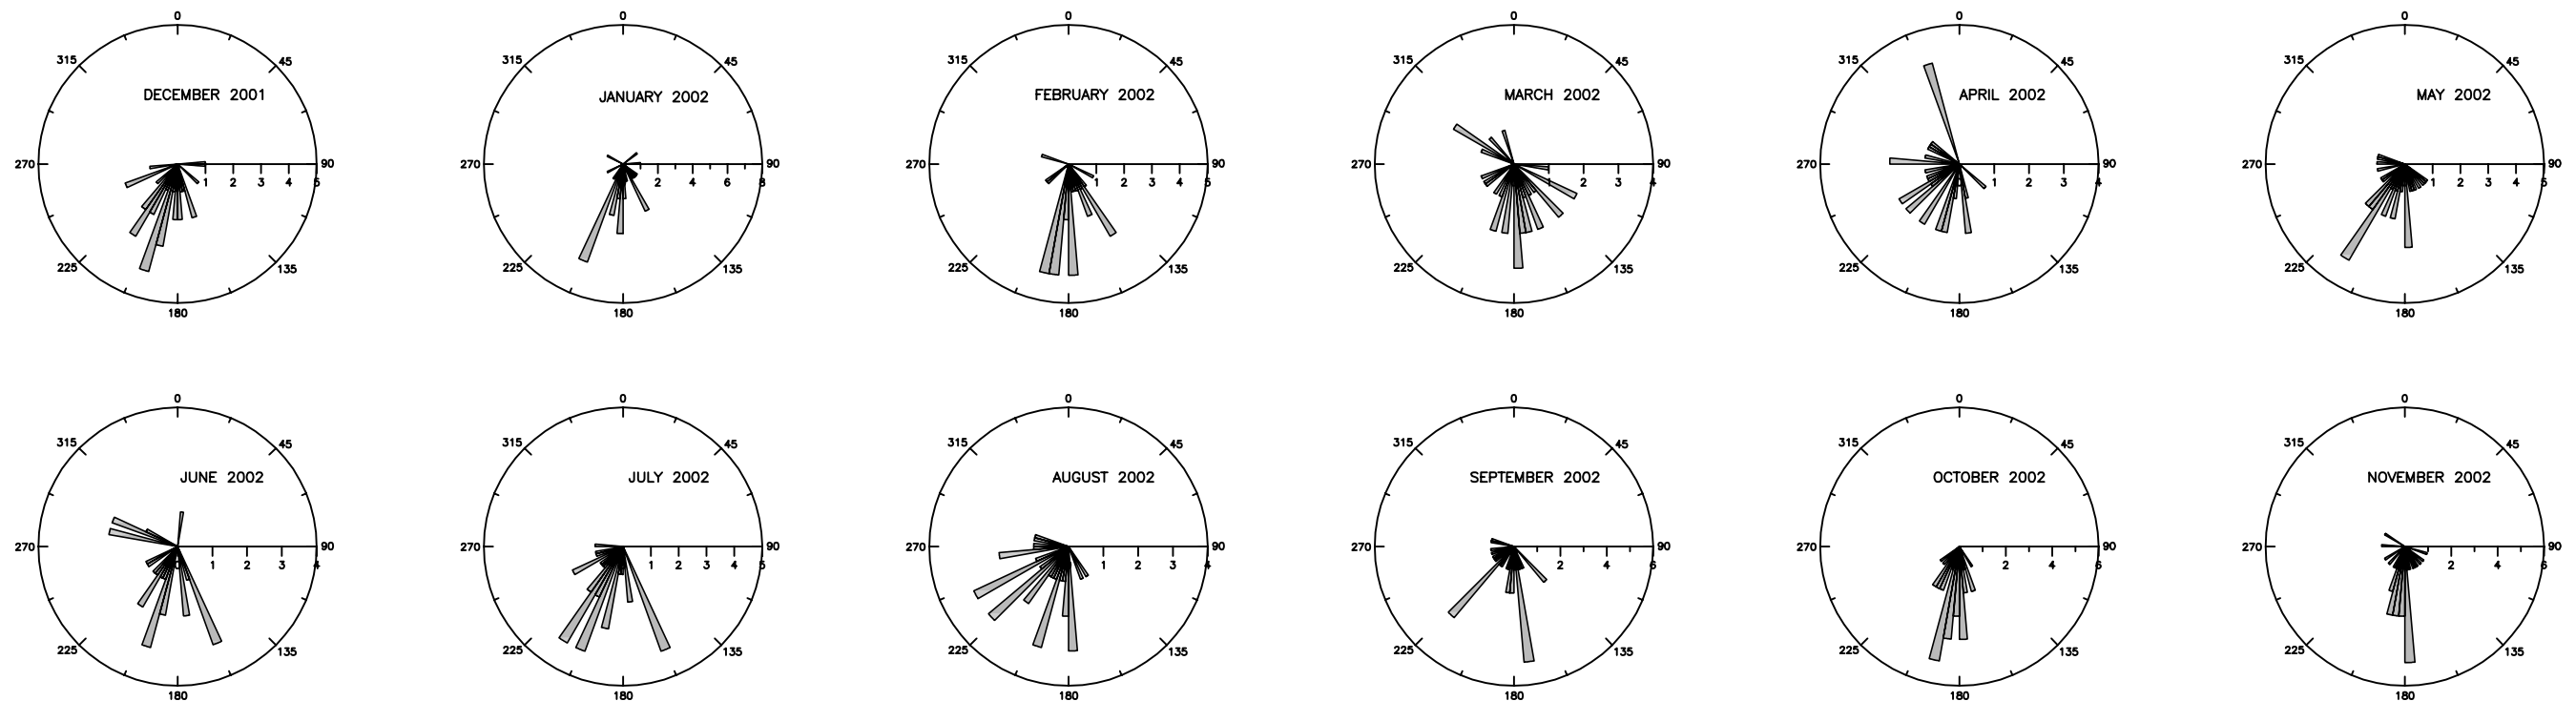 0
315 45
DECEMBER 2001
270 90
1 2 3 4 5
225 135
180
0
315 45
JANUARY 2002
270 90
2 4 6 8
225 135
180
0
315 45
FEBRUARY 2002
270 90
1 2 3 4 5
225 135
180
0
315 45
MARCH 2002
270 90
1 2 3 4
225 135
180
0
315 45
APRIL 2002
270 90
1 2 3 4
225 135
180
0
315 45
MAY 2002
270 90
1 2 3 4 5
225 135
180
0
315 45
JUNE 2002
270 90
1 2 3 4
225 135
180
0
315 45
JULY 2002
270 90
1 2 3 4 5
225 135
180
0
315 45
AUGUST 2002
270 90
1 2 3 4
225 135
180
0
315 45
SEPTEMBER 2002
270 90
2 4 6
225 135
180
0
315 45
OCTOBER 2002
270 90
2 4 6
225 135
180
0
315 45
NOVEMBER 2002
270 90
2 4 6
225 135
180